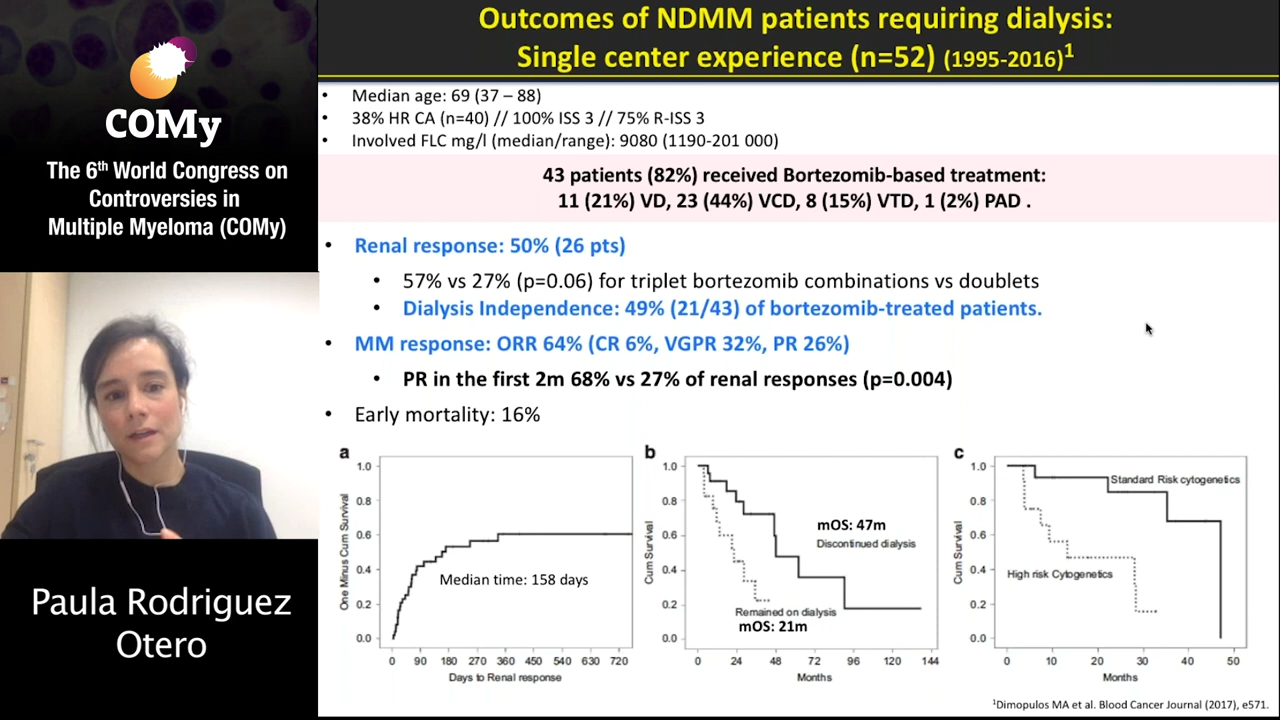 COMy
The 6th World Congress on
Controversies in
Multiple Myeloma (COMy)
Paula Rodriguez
Otero
Outcomes of NDMM patients requiring dialysis:
Single center experience (n=52) (1995-2016)1
• Median age: 69 (37 – 88)
• 38% HR CA (n=40) // 100% ISS 3 // 75% R-ISS 3
• Involved FLC mg/l (median/range): 9080 (1190-201 000)
43 patients (82%) received Bortezomib-based treatment:
11 (21%) VD, 23 (44%) VCD, 8 (15%) VTD, 1 (2%) PAD .
• Renal response: 50% (26 pts)
• 57% vs 27% (p=0.06) for triplet bortezomib combinations vs doublets
• Dialysis Independence: 49% (21/43) of bortezomib-treated patients.
• MM response: ORR 64% (CR 6%, VGPR 32%, PR 26%)
• PR in the first 2m 68% vs 27% of renal responses (p=0.004)
• Early mortality: 16%
a
One Minus Cum Survival
1.0
0.8
0.6
0.4
0.2
0.0
Median time: 158 days
0 90 180 270 360 450 540 630 720
Days to Renal response
b
Cum Survival
1.0
0.8
0.6
0.4
0.2
0.0
mOS: 47m
Discontinued dialysis
Remained on dialysis
mOS: 21m
0 24 48 72 96 120 144
Months
c
Cum Survival
1.0
0.8
0.6
0.4
0.2
0.0
Standard Risk cytogenetics
High risk Cytogenetics
0 10 20 30 40 50
Months
1Dimopulos MA et al. Blood Cancer Journal (2017), e571.